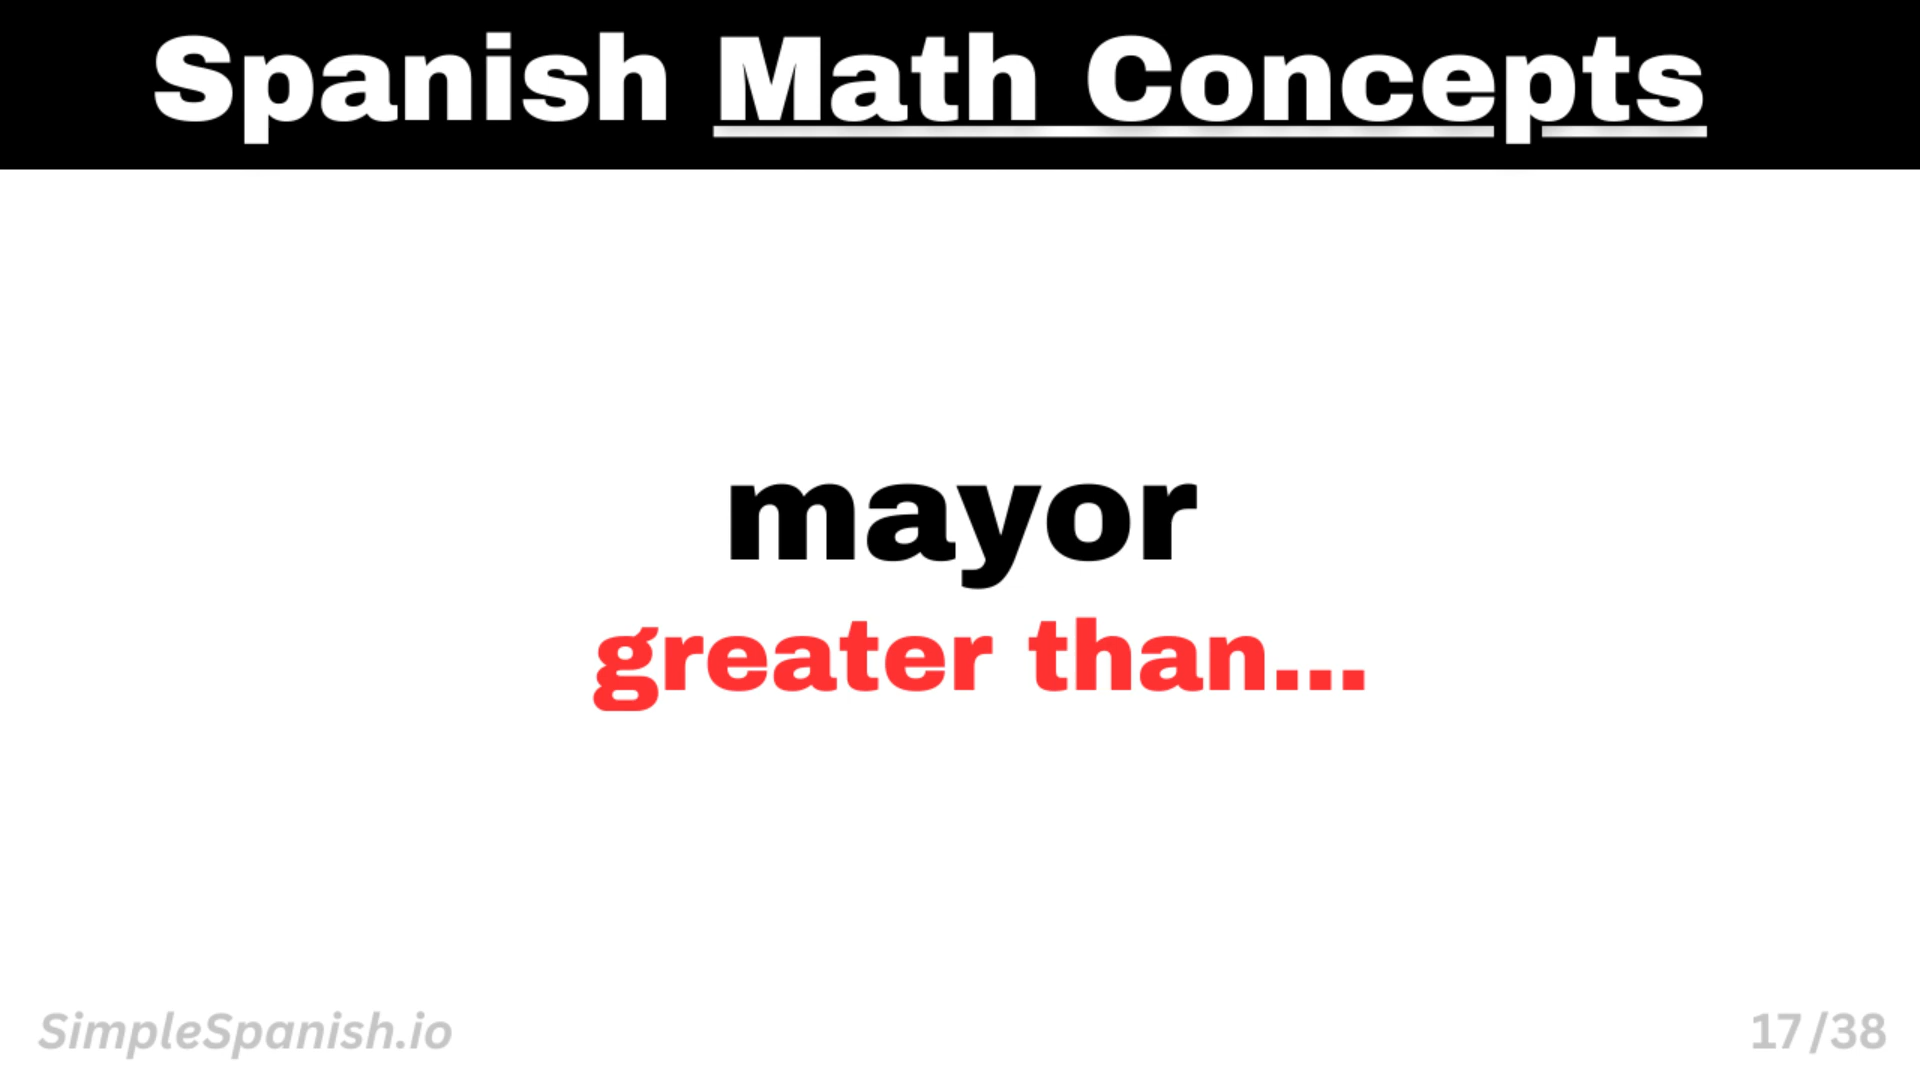 Spanish Math Concepts
mayor
greater than...
SimpleSpanish.io
17/38